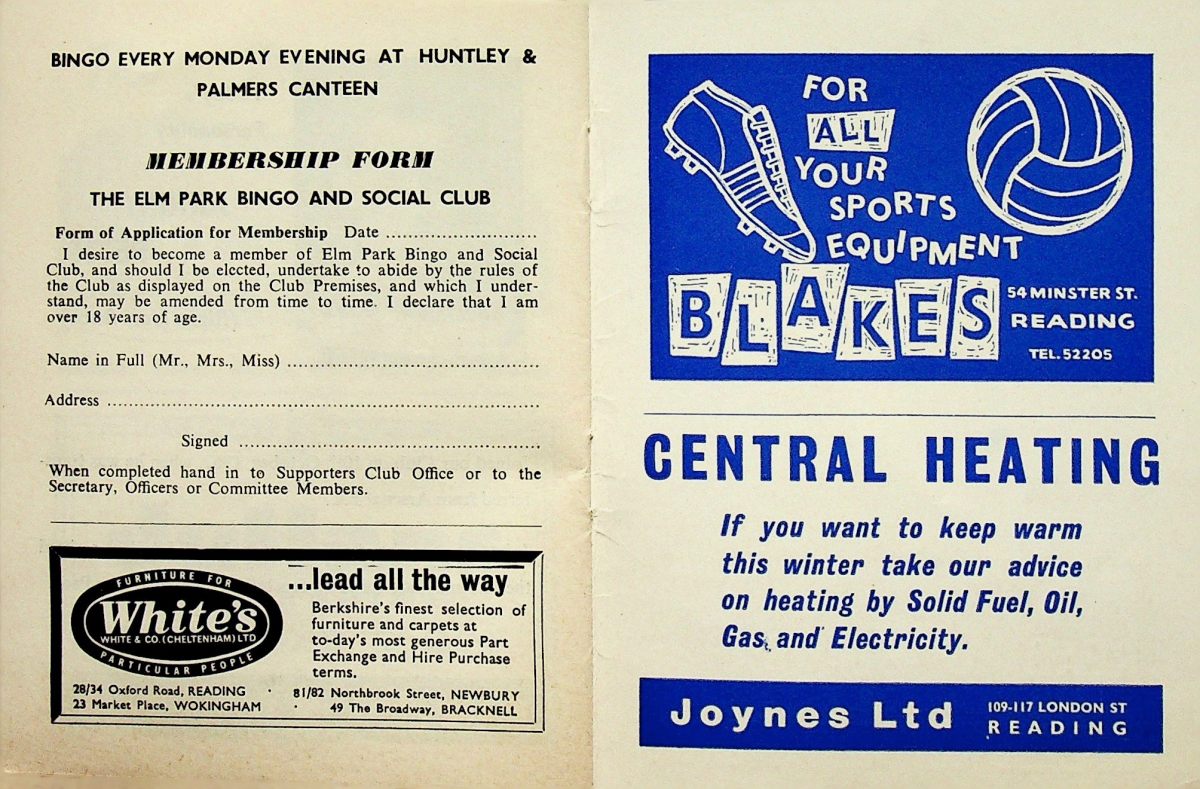 BINGO EVERY MONDAY EVENING AT HUNTLEY &
PALMERS CANTEEN
MEMBERSHIP FORM
THE ELM PARK BINGO AND SOCIAL CLUB
Form of Application for Membership Date ...........................
I desire to become a member of Elm Park Bingo and Social
Club, and should I be elected, undertake to abide by the rules of
the Club as displayed on the Club Premises, and which I under-
stand, may be amended from time to time. I declare that I am
over 18 years of age.
Name in Full (Mr., Mrs., Miss) .............................................
Address .............................................................................
Signed .....................................................
When completed hand in to Supporters Club Office or to the
Secretary, Officers or Committee Members.
FURNITURE FOR
White's
WHITE & CO. (CHELTENHAM) LTD
PARTICULAR PEOPLE
...lead all the way
Berkshire's finest selection of
furniture and carpets at
to-day's most generous Part
Exchange and Hire Purchase
terms.
28/34 Oxford Road, READING · 81/82 Northbrook Street, NEWBURY
23 Market Place, WOKINGHAM · 49 The Broadway, BRACKNELL
FOR
ALL
YOUR
SPORTS
EQUIPMENT
BLAKES
54 MINSTER ST.
READING
TEL. 52205
CENTRAL HEATING
If you want to keep warm
this winter take our advice
on heating by Solid Fuel, Oil,
Gas, and Electricity.
Joynes Ltd
109-117 LONDON ST
READING